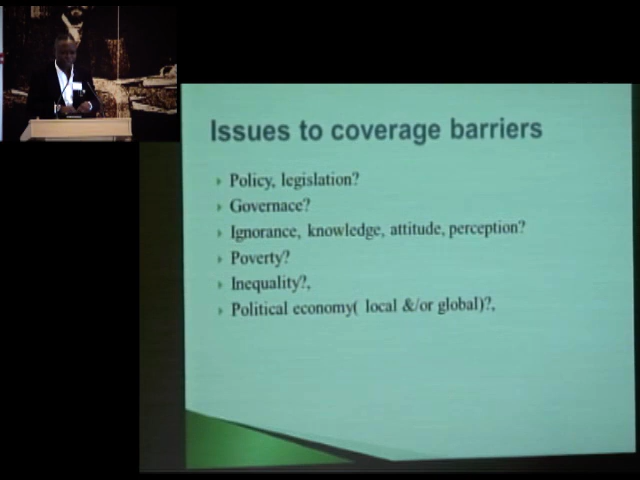 Issues to coverage barriers
Policy, legislation?
Governace?
Ignorance, knowledge, attitude, perception?
Poverty?
Inequality?,
Political economy( local &/or global)?,